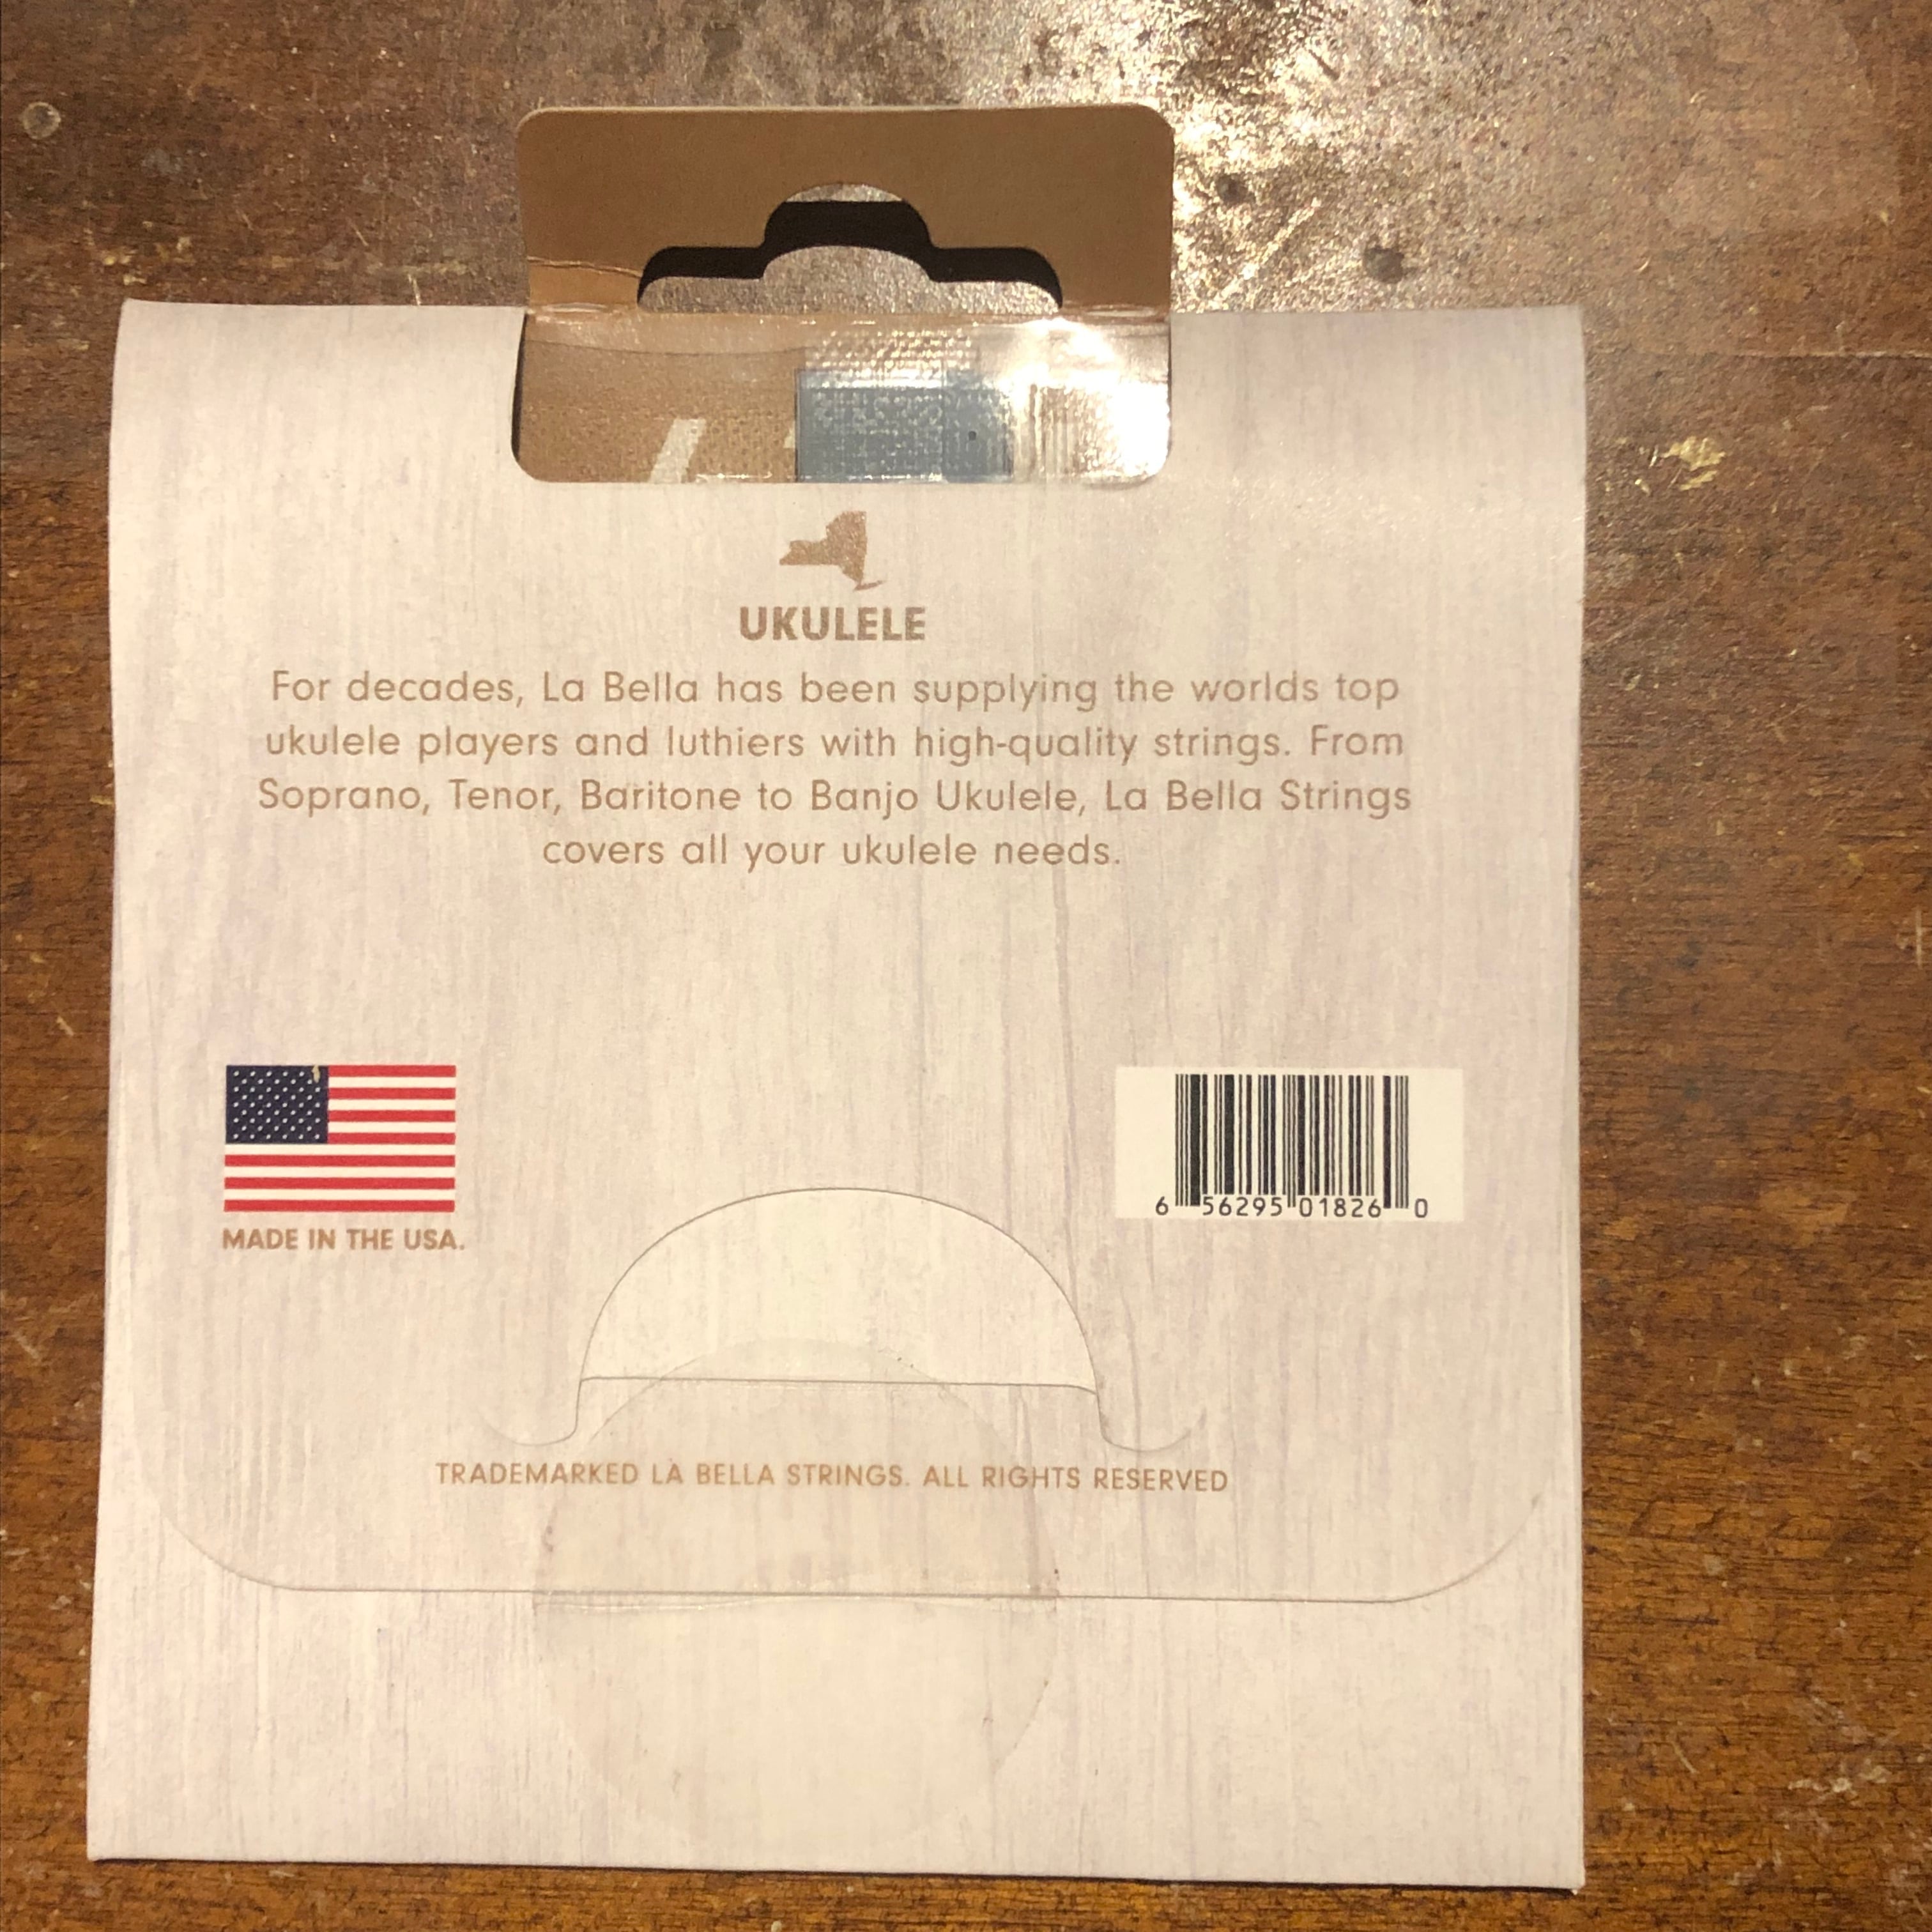 UKULELE
For decades, La Bella has been supplying the worlds top
ukulele players and luthiers with high-quality strings. From
Soprano, Tenor, Baritone to Banjo Ukulele, La Bella Strings
covers all your ukulele needs.
6 56295 01826 0
MADE IN THE USA.
TRADEMARKED LA BELLA STRINGS. ALL RIGHTS RESERVED